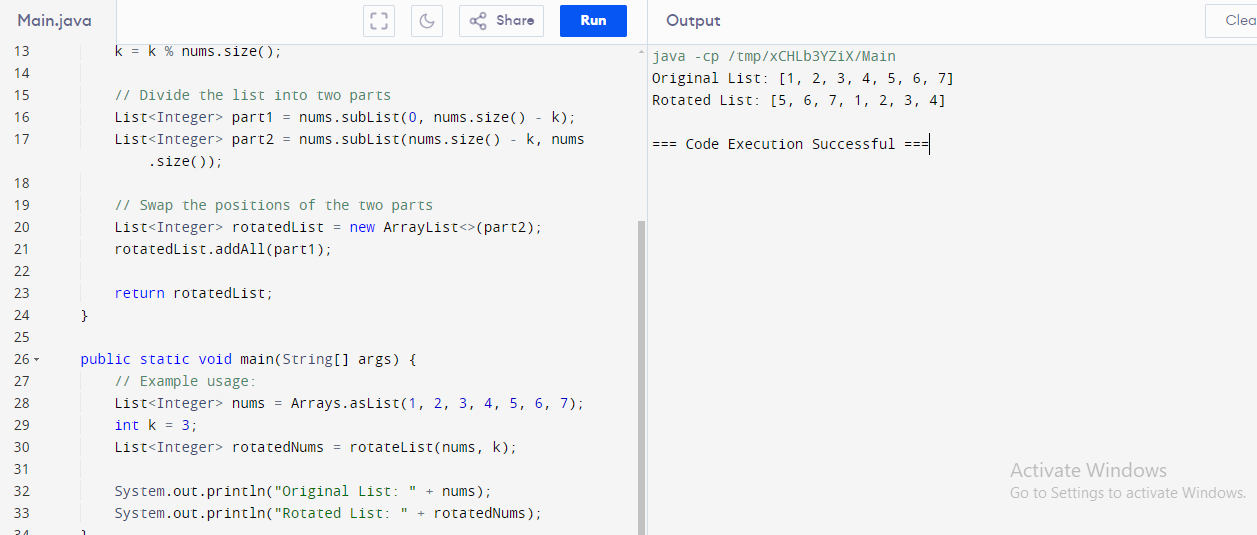 Main.java
Share
Run
Output
Clea
13 k = k % nums.size();
14
15 // Divide the list into two parts
16 List<Integer> part1 = nums.subList(0, nums.size() - k);
17 List<Integer> part2 = nums.subList(nums.size() - k, nums
.size());
18
19 // Swap the positions of the two parts
20 List<Integer> rotatedList = new ArrayList<>(part2);
21 rotatedList.addAll(part1);
22
23 return rotatedList;
24 }
25
26 public static void main(String[] args) {
27 // Example usage:
28 List<Integer> nums = Arrays.asList(1, 2, 3, 4, 5, 6, 7);
29 int k = 3;
30 List<Integer> rotatedNums = rotateList(nums, k);
31
32 System.out.println("Original List: " + nums);
33 System.out.println("Rotated List: " + rotatedNums);
34 }
java -cp /tmp/xCHLb3YZiX/Main
Original List: [1, 2, 3, 4, 5, 6, 7]
Rotated List: [5, 6, 7, 1, 2, 3, 4]
=== Code Execution Successful ===
Activate Windows
Go to Settings to activate Windows.